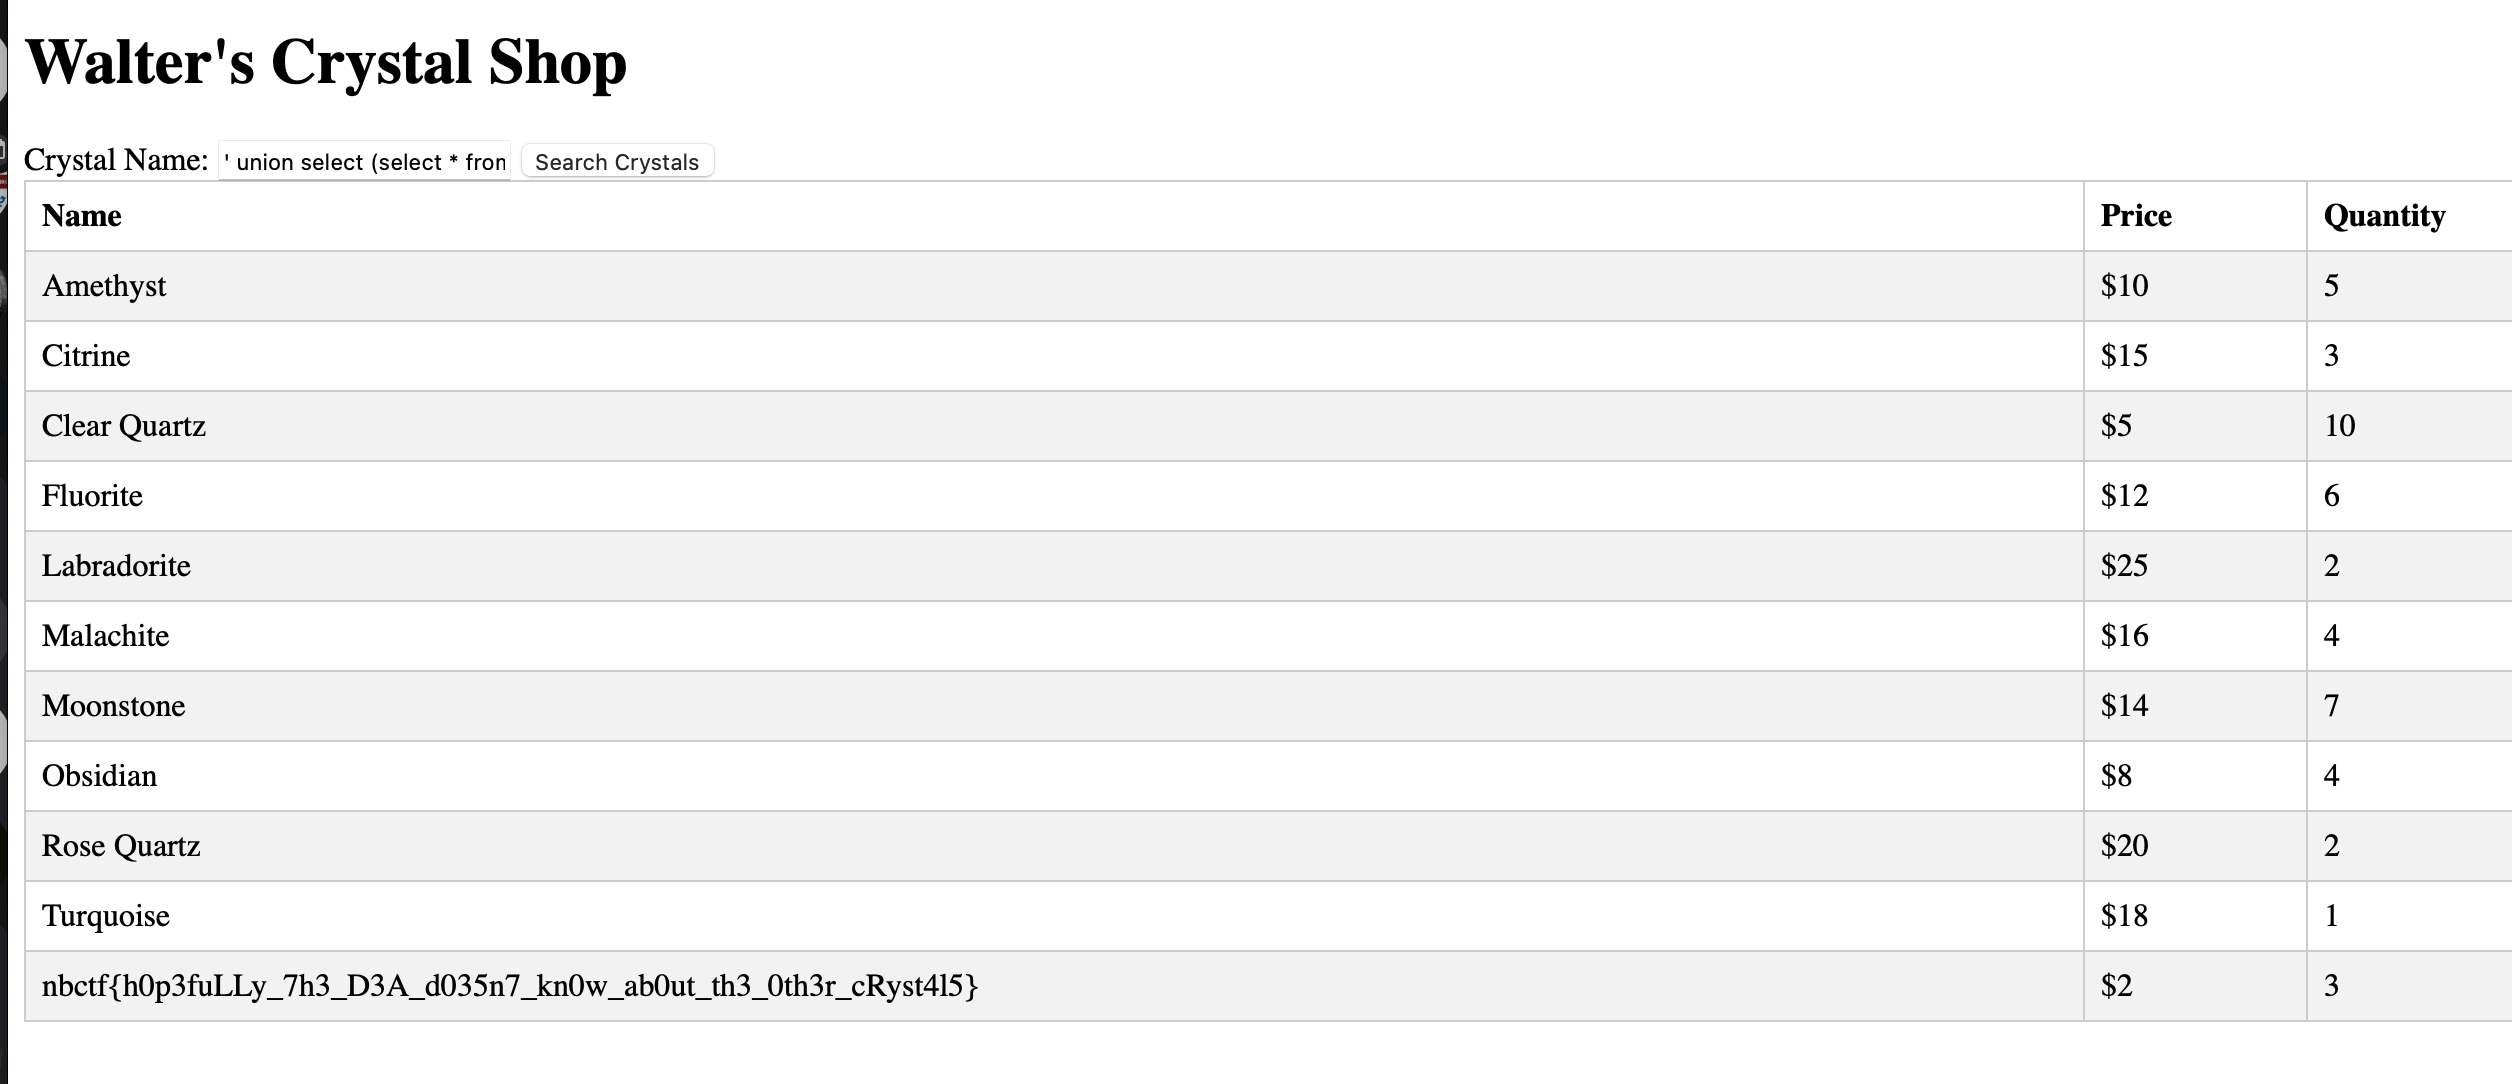 Walter's Crystal Shop
Crystal Name: ' union select (select * from Search Crystals
Name Price Quantity
Amethyst $10 5
Citrine $15 3
Clear Quartz $5 10
Fluorite $12 6
Labradorite $25 2
Malachite $16 4
Moonstone $14 7
Obsidian $8 4
Rose Quartz $20 2
Turquoise $18 1
nbctf{h0p3fuLLy_7h3_D3A_d035n7_kn0w_ab0ut_th3_0th3r_cRyst4l5} $2 3